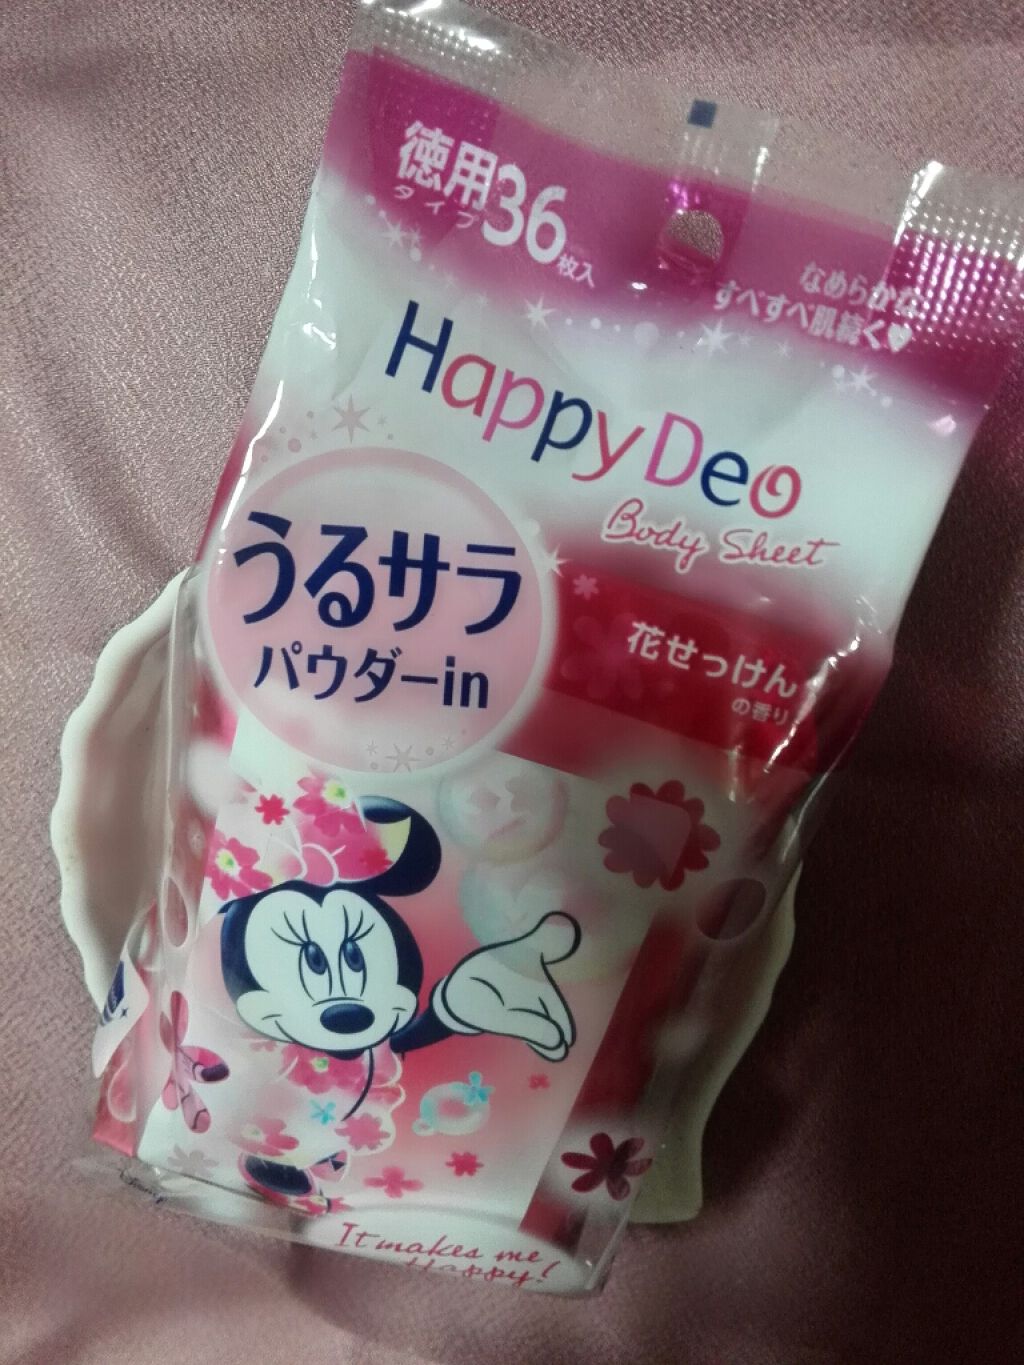 徳用36枚入
タイプ
なめらかな
すべすべ肌続く♥
Happy Deo
Body Sheet
うるサラ
パウダーin
花せっけん
の香り
It makes me
Happy!